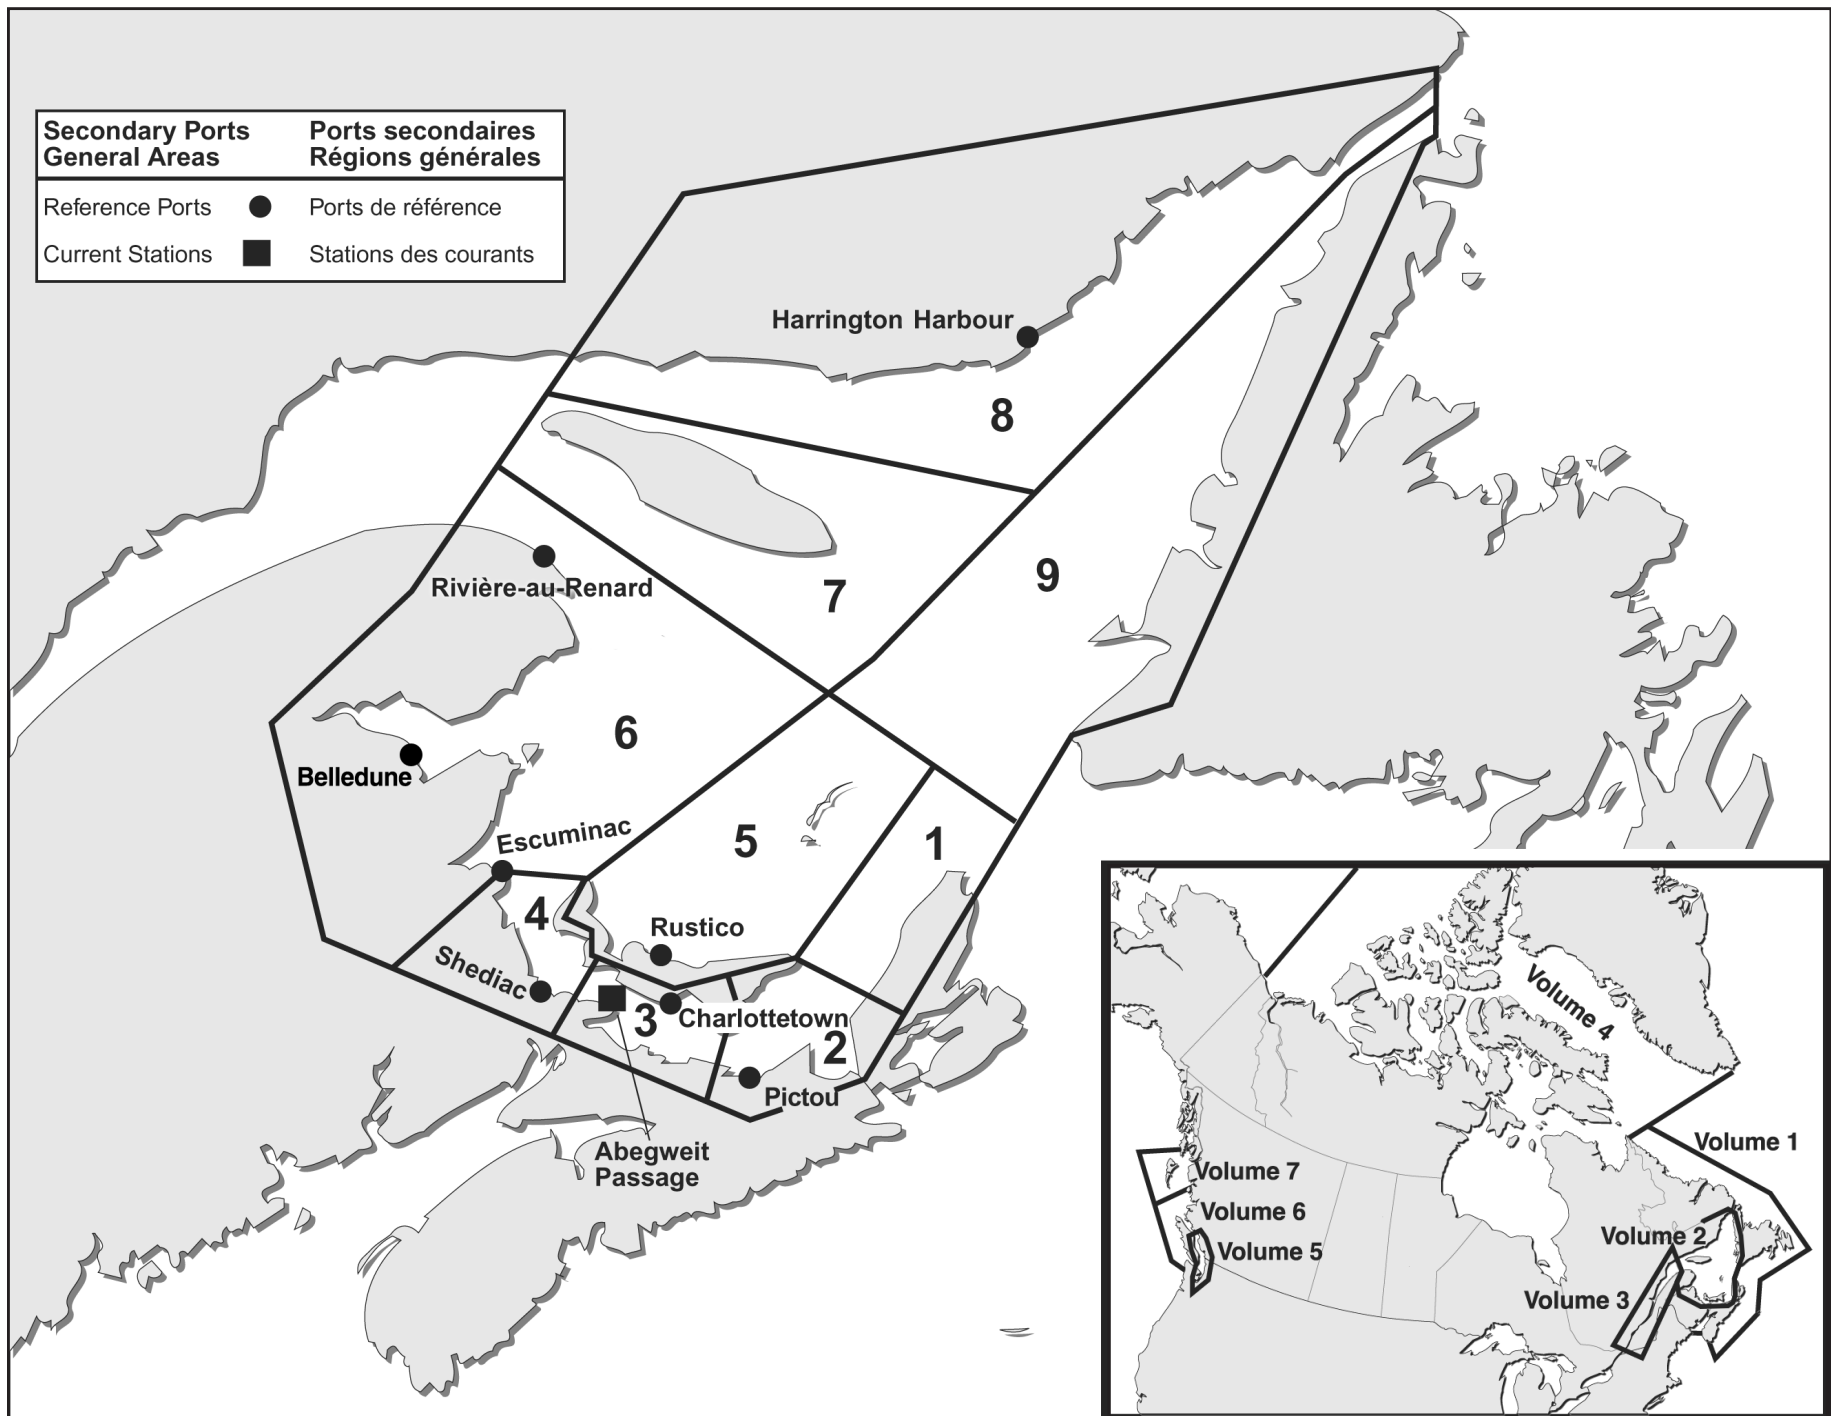 Secondary Ports Ports secondaires
General Areas Régions générales
Reference Ports Ports de référence
Current Stations Stations des courants
Harrington Harbour
8
9
7
Rivière-au-Renard
6
Belledune
Escuminac
5
1
4
Rustico
Shediac
3
Charlottetown
2
Pictou
Abegweit
Passage
Volume 4
Volume 1
Volume 7
Volume 6
Volume 5
Volume 2
Volume 3